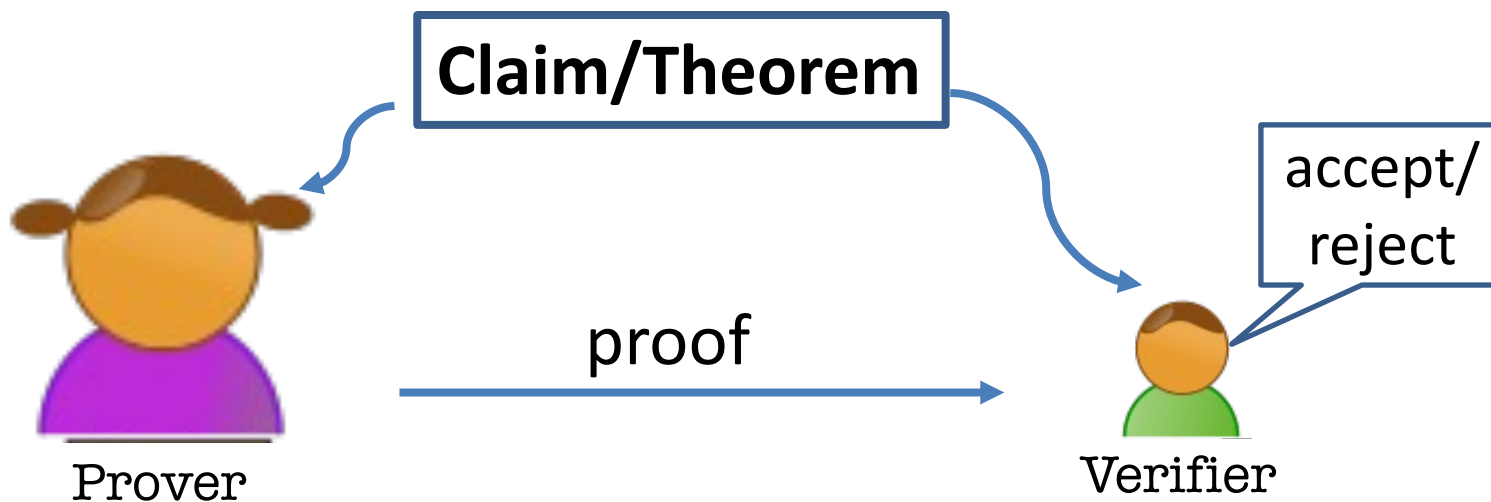 Claim/Theorem
accept/
reject
proof
Prover
Verifier